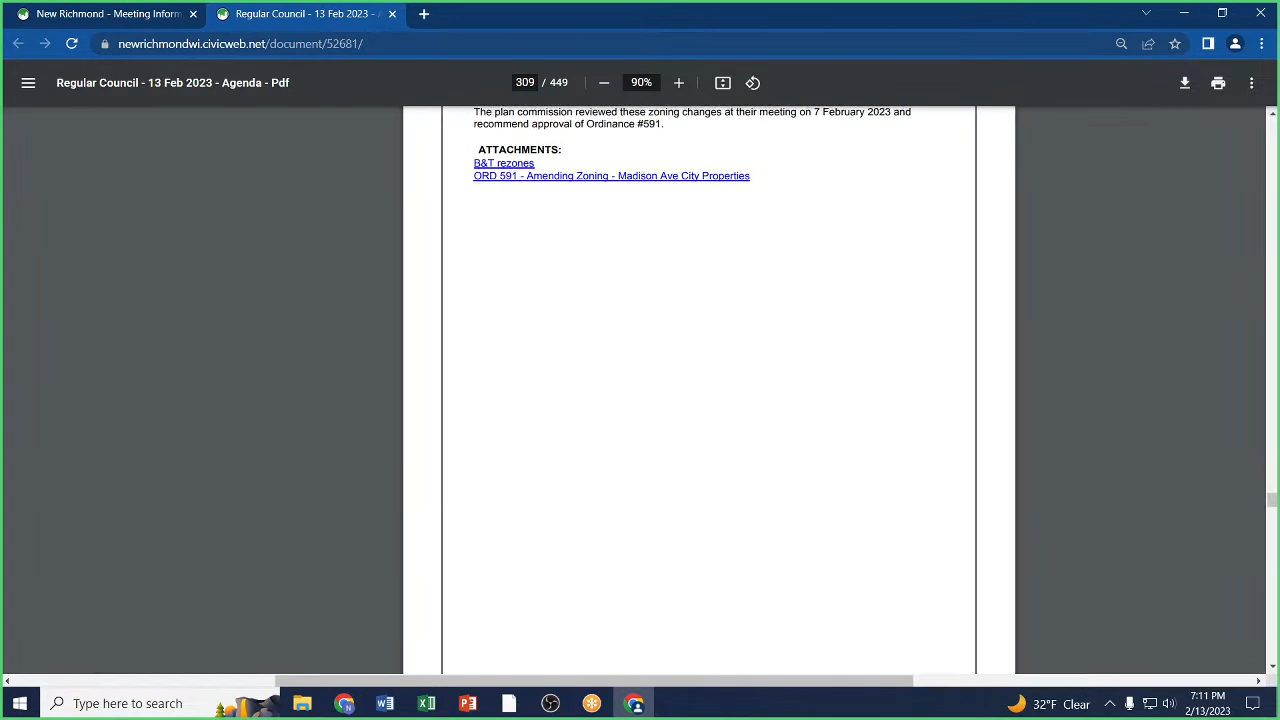 New Richmond - Meeting Inform
Regular Council - 13 Feb 2023 -
newrichmondwi.civicweb.net/document/52681/
Regular Council - 13 Feb 2023 - Agenda - Pdf
309 / 449
90%
The plan commission reviewed these zoning changes at their meeting on 7 February 2023 and
recommend approval of Ordinance #591.
ATTACHMENTS:
B&T rezones
ORD 591 - Amending Zoning - Madison Ave City Properties
Type here to search
32°F Clear
7:11 PM
2/13/2023